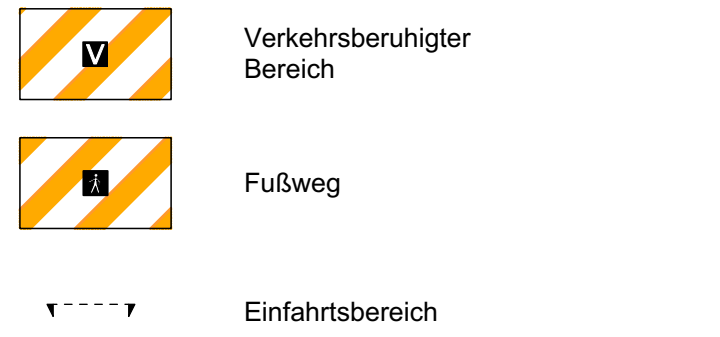 V
Verkehrsberuhigter
Bereich
Fußweg
Einfahrtsbereich